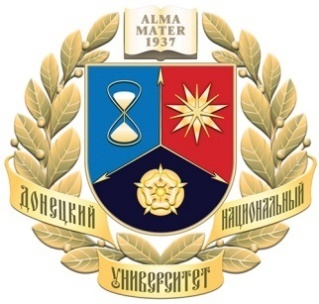 ALMA
MATER
1937
ДОНЕЦКИЙ
НАЦИОНАЛЬНЫЙ
УНИВЕРСИТЕТ